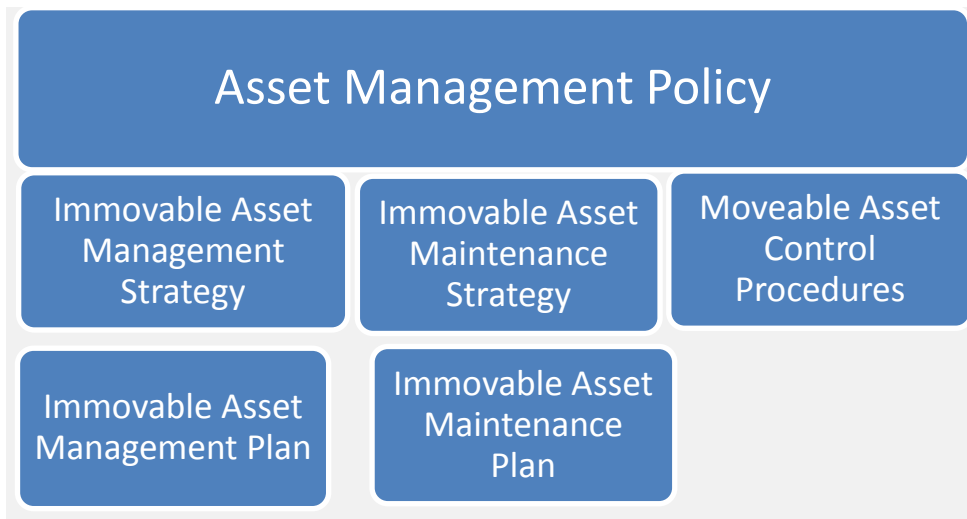 Asset Management Policy
Immovable Asset
Management
Strategy
Immovable Asset
Maintenance
Strategy
Moveable Asset
Control
Procedures
Immovable Asset
Management Plan
Immovable Asset
Maintenance
Plan